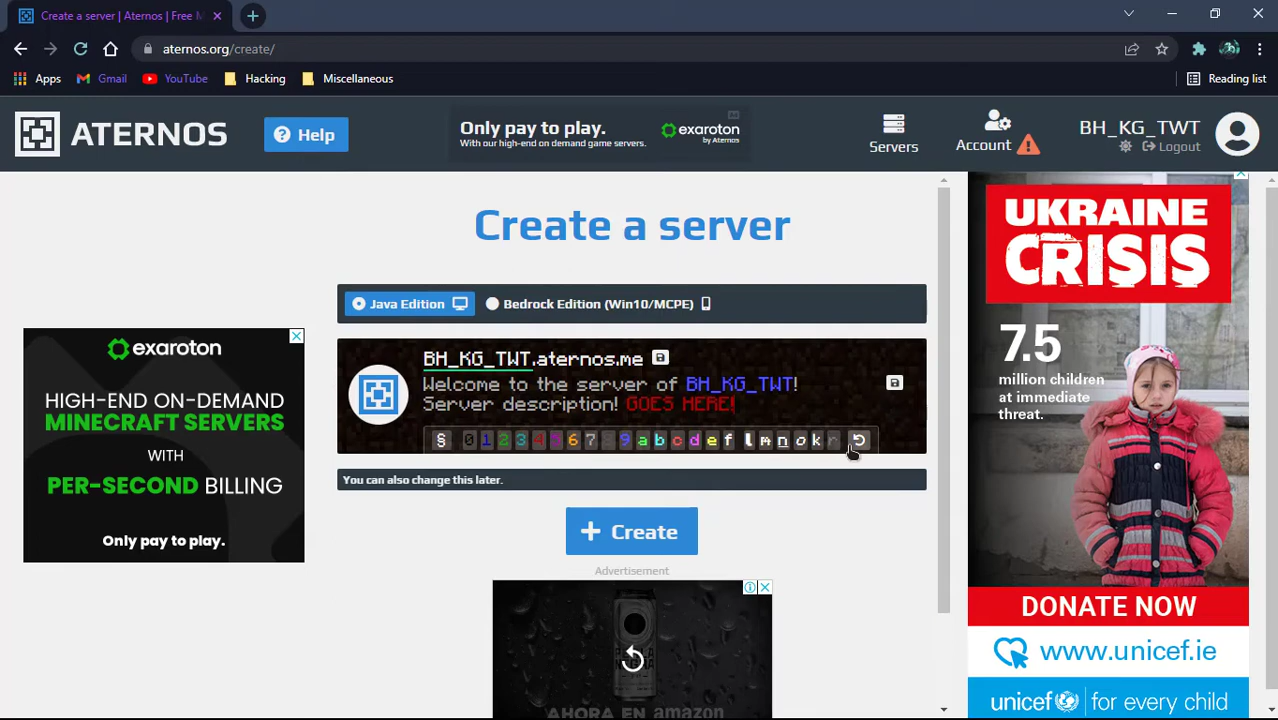 Create a server | Aternos | Free M
aternos.org/create/
Apps
Gmail
YouTube
Hacking
Miscellaneous
Reading list
ATERNOS
? Help
Only pay to play.
With our high-end on demand game servers.
exaroton
by Aternos
Ad
Servers
Account
BH_KG_TWT
Logout
Create a server
Java Edition
Bedrock Edition (Win10/MCPE)
BH_KG_TWT.aternos.me
Welcome to the server of BH_KG_TWT!
Server description! GOES HERE!
§ 0 1 2 3 4 5 6 7 8 9 a b c d e f l m n o k r
You can also change this later.
+ Create
Advertisement
AHORA EN amazon
exaroton
HIGH-END ON-DEMAND
MINECRAFT SERVERS
WITH
PER-SECOND BILLING
Only pay to play.
UKRAINE
CRISIS
7.5
million children
at immediate
threat.
DONATE NOW
www.unicef.ie
unicef for every child